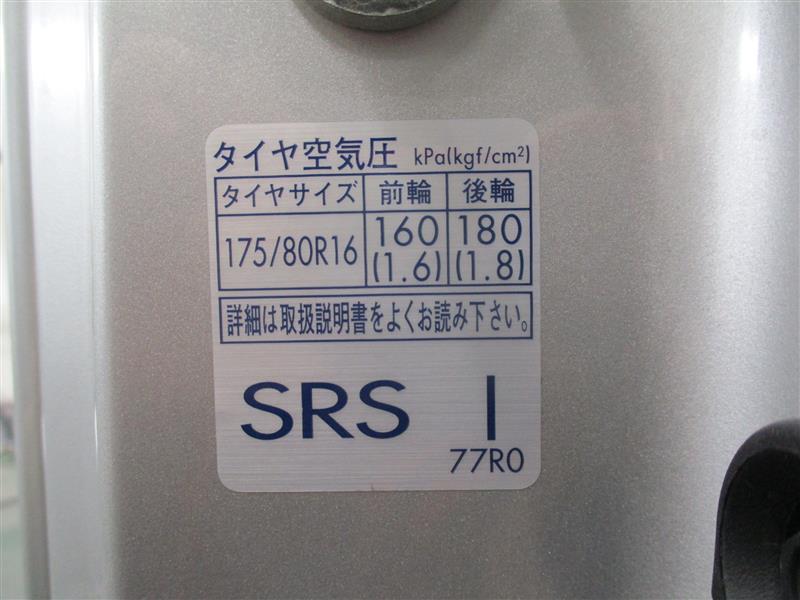 タイヤ空気圧 kPa(kgf/cm²)
タイヤサイズ 前輪 後輪
175/80R16 160 180
(1.6) (1.8)
詳細は取扱説明書をよくお読み下さい。
SRS I
77R0